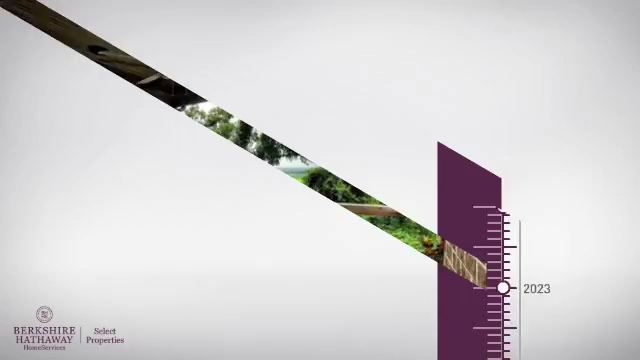 2023
BERKSHIRE
HATHAWAY
HomeServices
Select
Properties